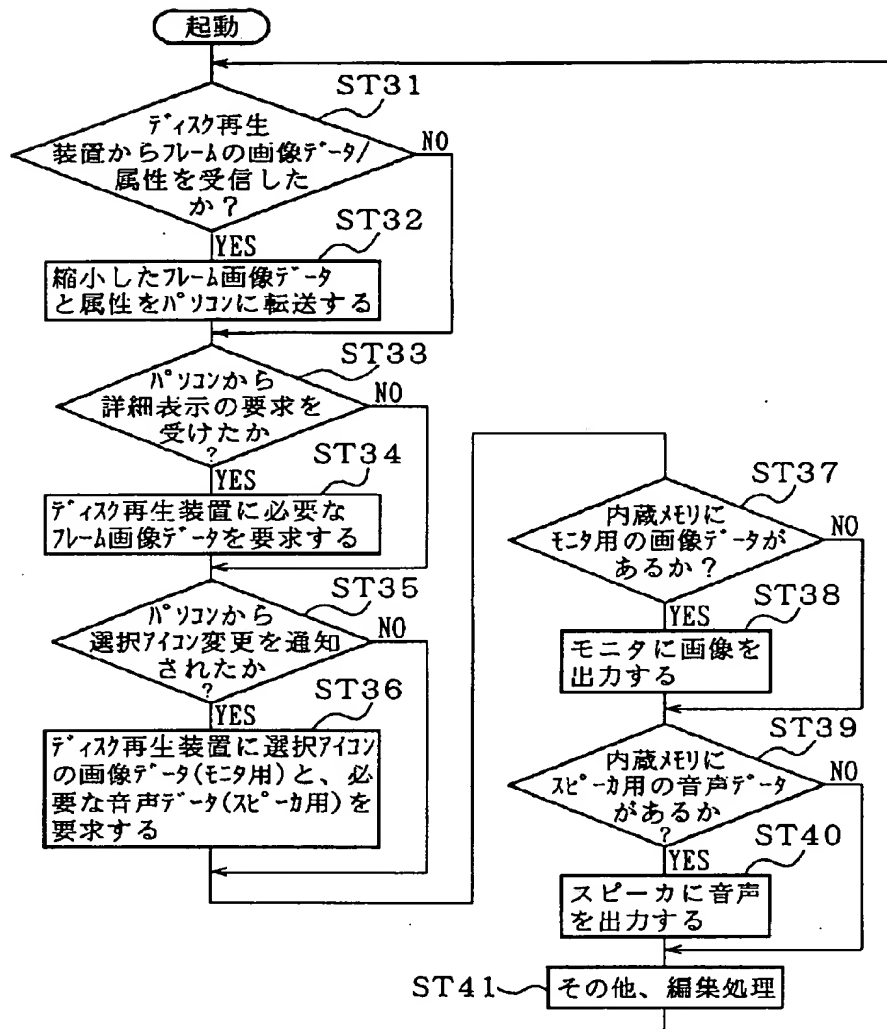 起動
ST31
ディスク再生
装置からフレームの画像データ/
属性を受信した
か?
NO
YES
ST32
縮小したフレーム画像データ
と属性をパソコンに転送する
ST33
パソコンから
詳細表示の要求を
受けたか
?
NO
YES
ST34
ディスク再生装置に必要な
フレーム画像データを要求する
ST35
パソコンから
選択アイコン変更を通知
されたか
?
NO
YES
ST36
ディスク再生装置に選択アイコン
の画像データ(モニタ用)と、必
要な音声データ(スピーカ用)を
要求する
ST37
内蔵メモリに
モニタ用の画像データが
あるか?
NO
YES
ST38
モニタに画像を
出力する
ST39
内蔵メモリに
スピーカ用の音声データ
があるか
?
NO
YES
ST40
スピーカに音声
を出力する
ST41
その他、編集処理